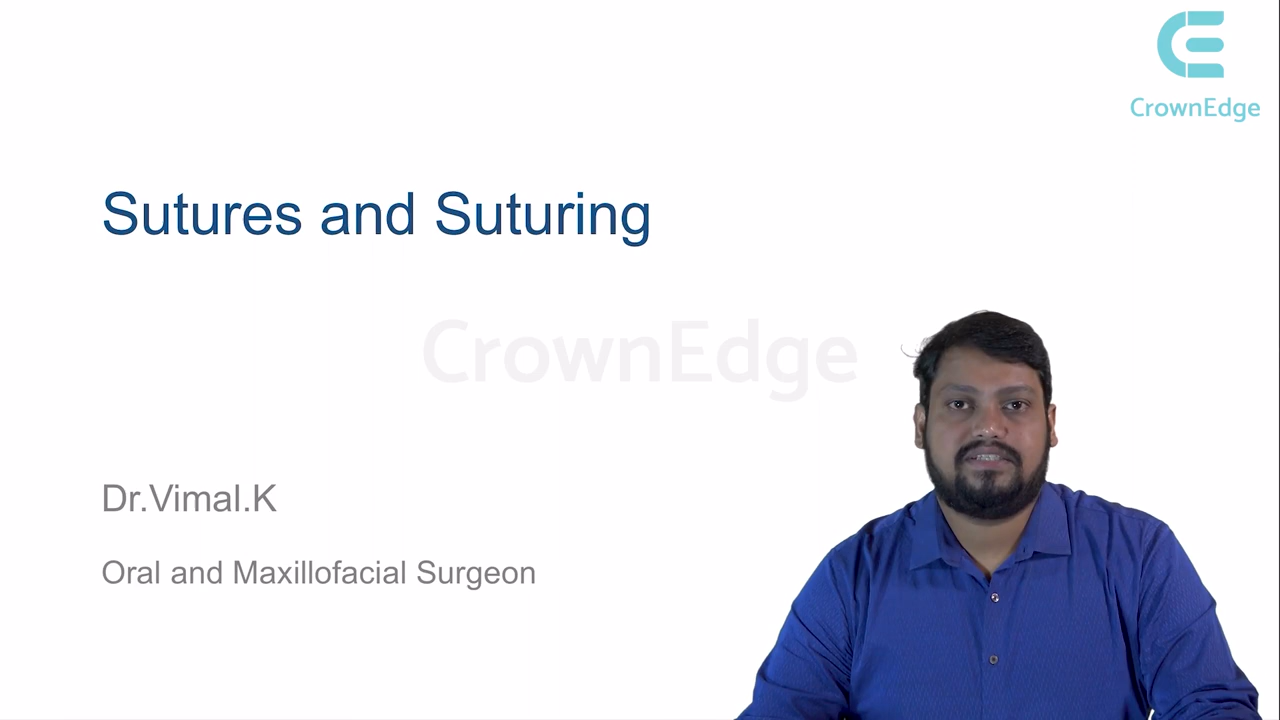 CrownEdge
Sutures and Suturing
CrownEdge
Dr.Vimal.K
Oral and Maxillofacial Surgeon